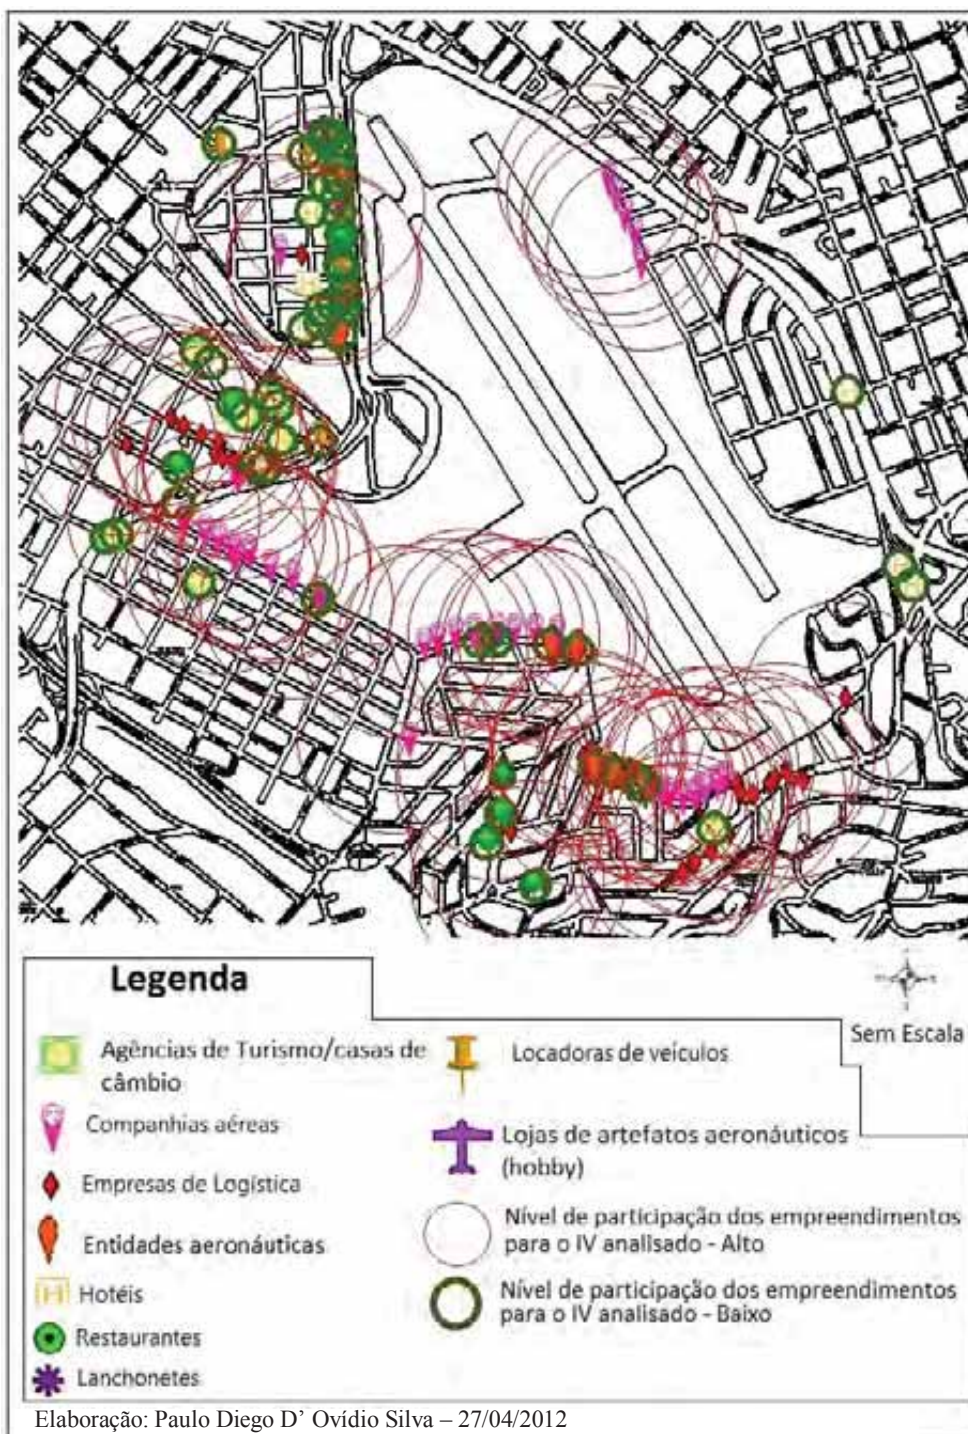 Legenda
Sem Escala
Agências de Turismo/casas de
câmbio
Companhias aéreas
Empresas de Logística
Entidades aeronáuticas
H Hotéis
Restaurantes
Lanchonetes
Locadoras de veículos
Lojas de artefatos aeronáuticos
(hobby)
Nível de participação dos empreendimentos
para o IV analisado - Alto
Nível de participação dos empreendimentos
para o IV analisado - Baixo
Elaboração: Paulo Diego D’ Ovídio Silva – 27/04/2012